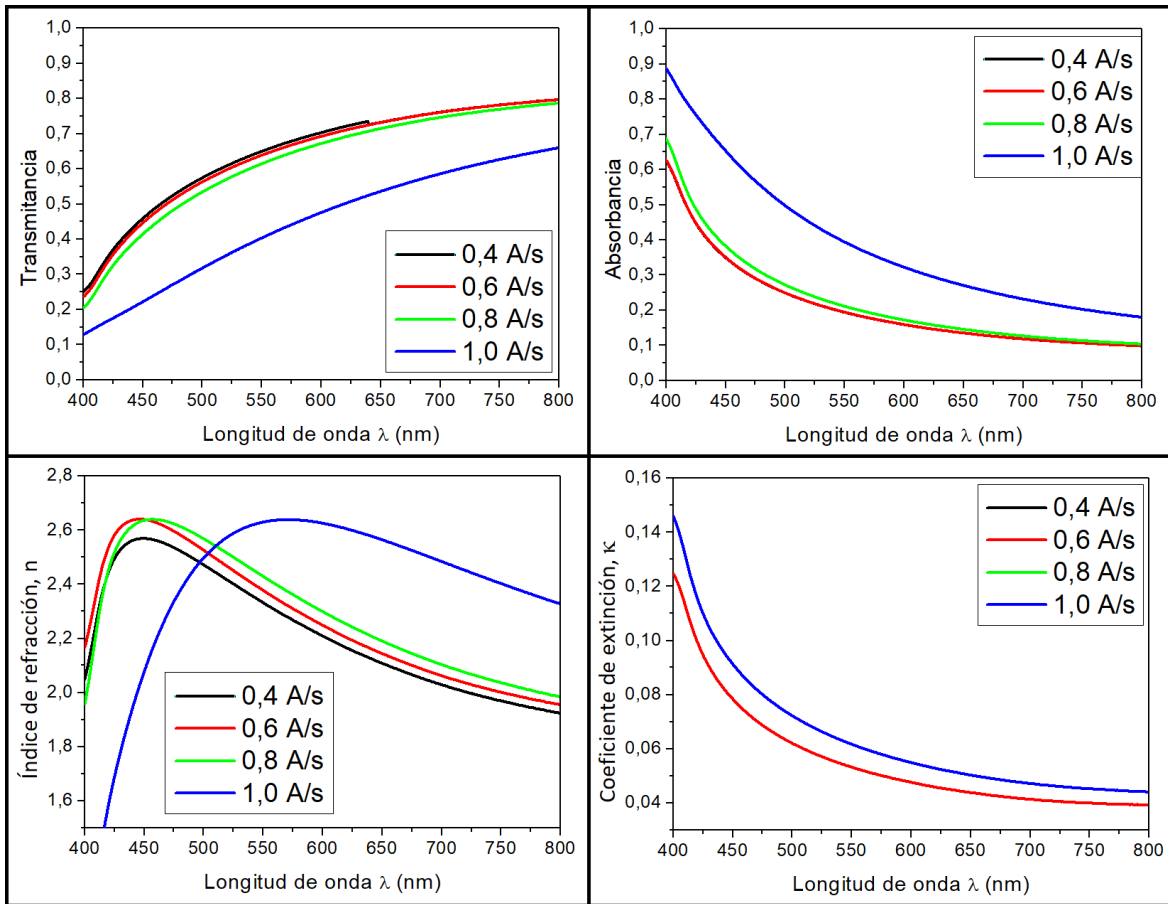 1,0
0,9
0,8
0,7
0,6
0,5
0,4
0,3
0,2
0,1
0,0
Transmitancia
400 450 500 550 600 650 700 750 800
Longitud de onda λ (nm)
0,4 A/s
0,6 A/s
0,8 A/s
1,0 A/s
1,0
0,9
0,8
0,7
0,6
0,5
0,4
0,3
0,2
0,1
0,0
Absorbancia
400 450 500 550 600 650 700 750 800
Longitud de onda λ (nm)
0,4 A/s
0,6 A/s
0,8 A/s
1,0 A/s
2,8
2,6
2,4
2,2
2,0
1,8
1,6
Índice de refracción, n
400 450 500 550 600 650 700 750 800
Longitud de onda λ (nm)
0,4 A/s
0,6 A/s
0,8 A/s
1,0 A/s
0,16
0,14
0,12
0,10
0,08
0,06
0,04
Coeficiente de extinción, κ
400 450 500 550 600 650 700 750 800
Longitud de onda λ (nm)
0,4 A/s
0,6 A/s
0,8 A/s
1,0 A/s